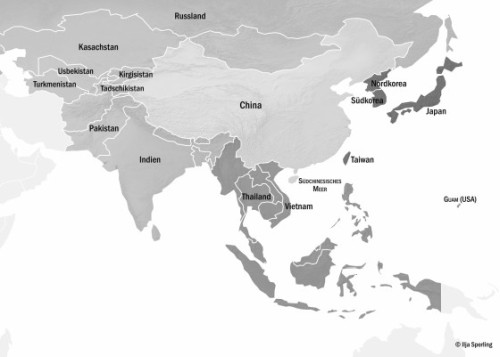 Russland
Kasachstan
Usbekistan
Kirgisistan
Turkmenistan
Tadschikistan
Nordkorea
Südkorea
China
Japan
Pakistan
Indien
Taiwan
Südchinesisches
Meer
Thailand
Vietnam
Guam (USA)
© Ilja Sperling